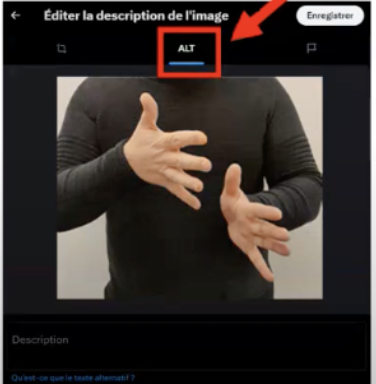 Éditer la description de l'image
Enregistrer
ALT
Description
Qu'est-ce que le texte alternatif ?